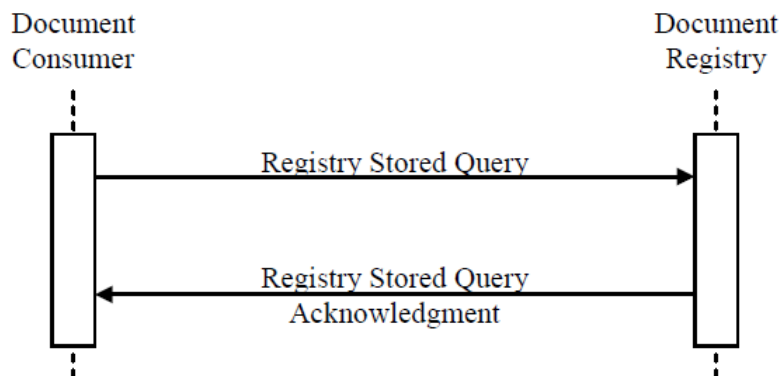 Document
Consumer
Document
Registry
Registry Stored Query
Registry Stored Query
Acknowledgment